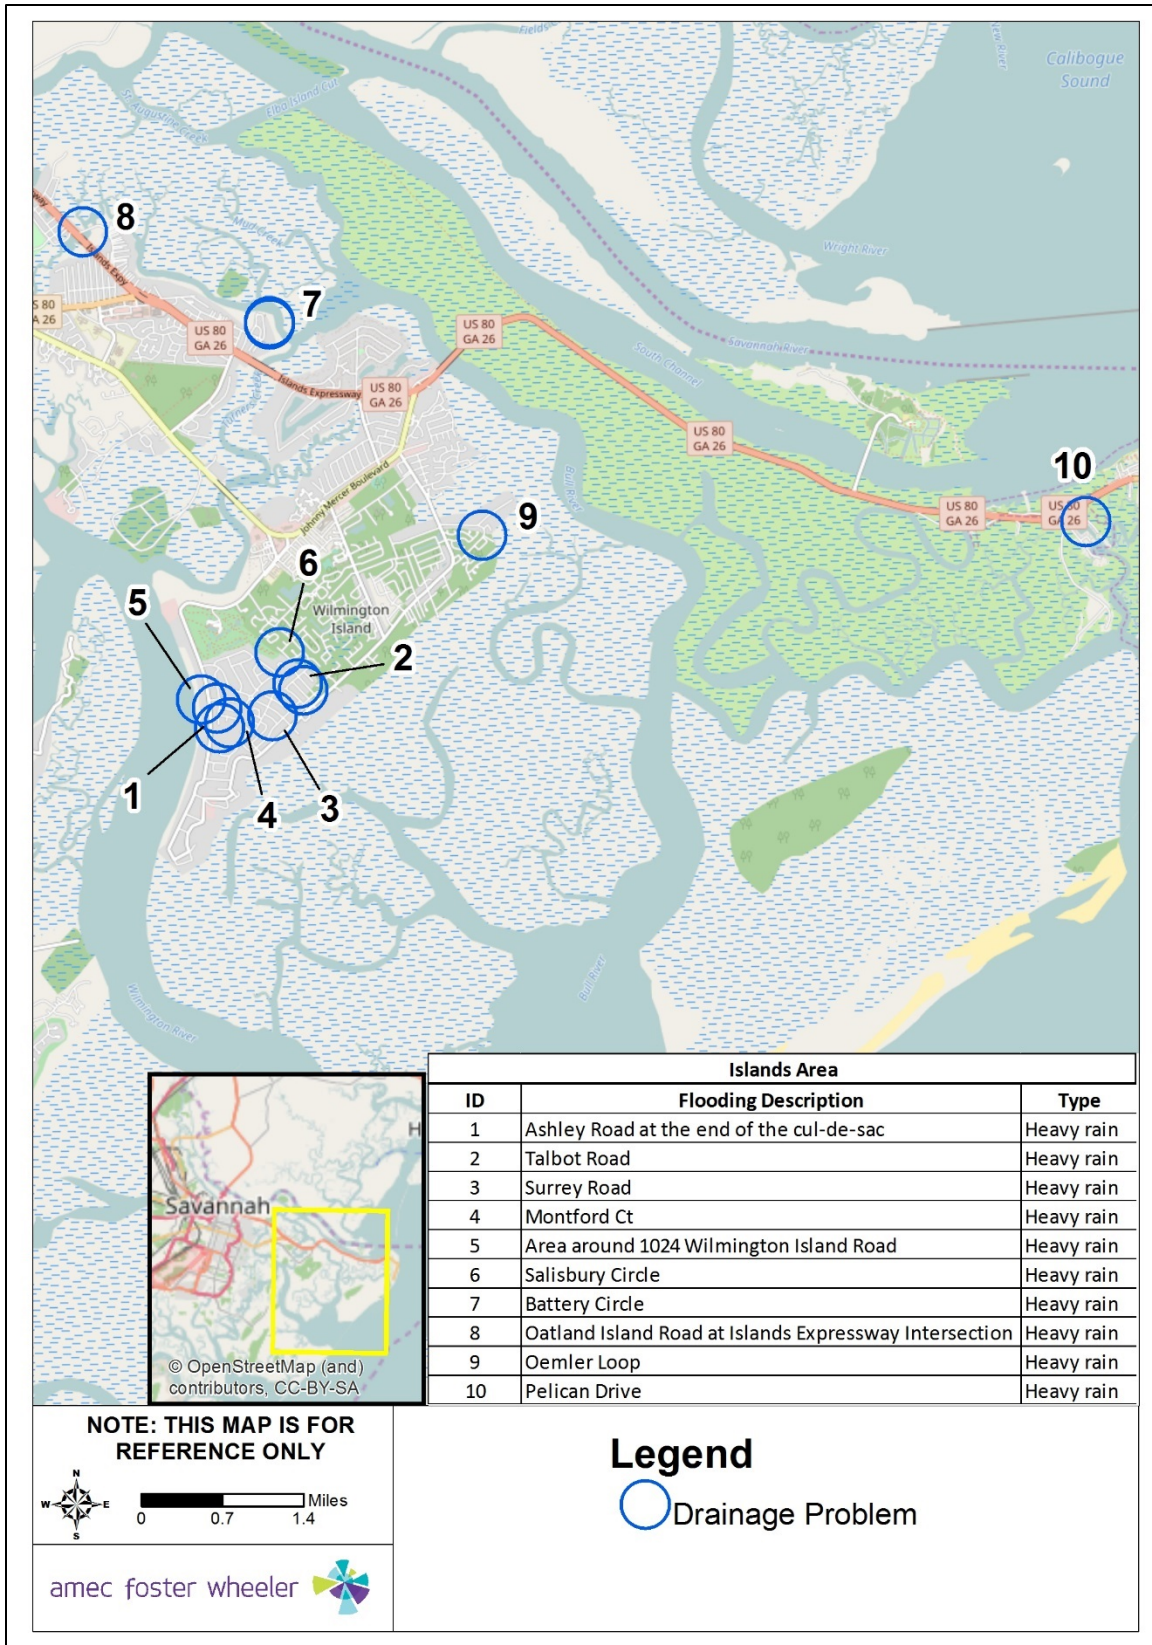 Fields Cut
New River
Calibogue
Sound
Elba Island Cut
St Augustine Creek
8
Islands Expy
Mud Creek
Wright River
7
US 80
GA 26
US 80
GA 26
US 80
GA 26
Savannah River
South Channel
Islands Expressway
US 80
GA 26
US 80
GA 26
Johnny Mercer Boulevard
Bull River
10
9
US 80
GA 26
US 80
GA 26
6
Wilmington
Island
5
2
1
4
3
Bull River
Wilmington River
Savannah
H
© OpenStreetMap (and)
contributors, CC-BY-SA
Islands Area
ID Flooding Description Type
1 Ashley Road at the end of the cul-de-sac Heavy rain
2 Talbot Road Heavy rain
3 Surrey Road Heavy rain
4 Montford Ct Heavy rain
5 Area around 1024 Wilmington Island Road Heavy rain
6 Salisbury Circle Heavy rain
7 Battery Circle Heavy rain
8 Oatland Island Road at Islands Expressway Intersection Heavy rain
9 Oemler Loop Heavy rain
10 Pelican Drive Heavy rain
NOTE: THIS MAP IS FOR
REFERENCE ONLY
N
W E
S
Miles
0 0.7 1.4
Legend
Drainage Problem
amec foster wheeler